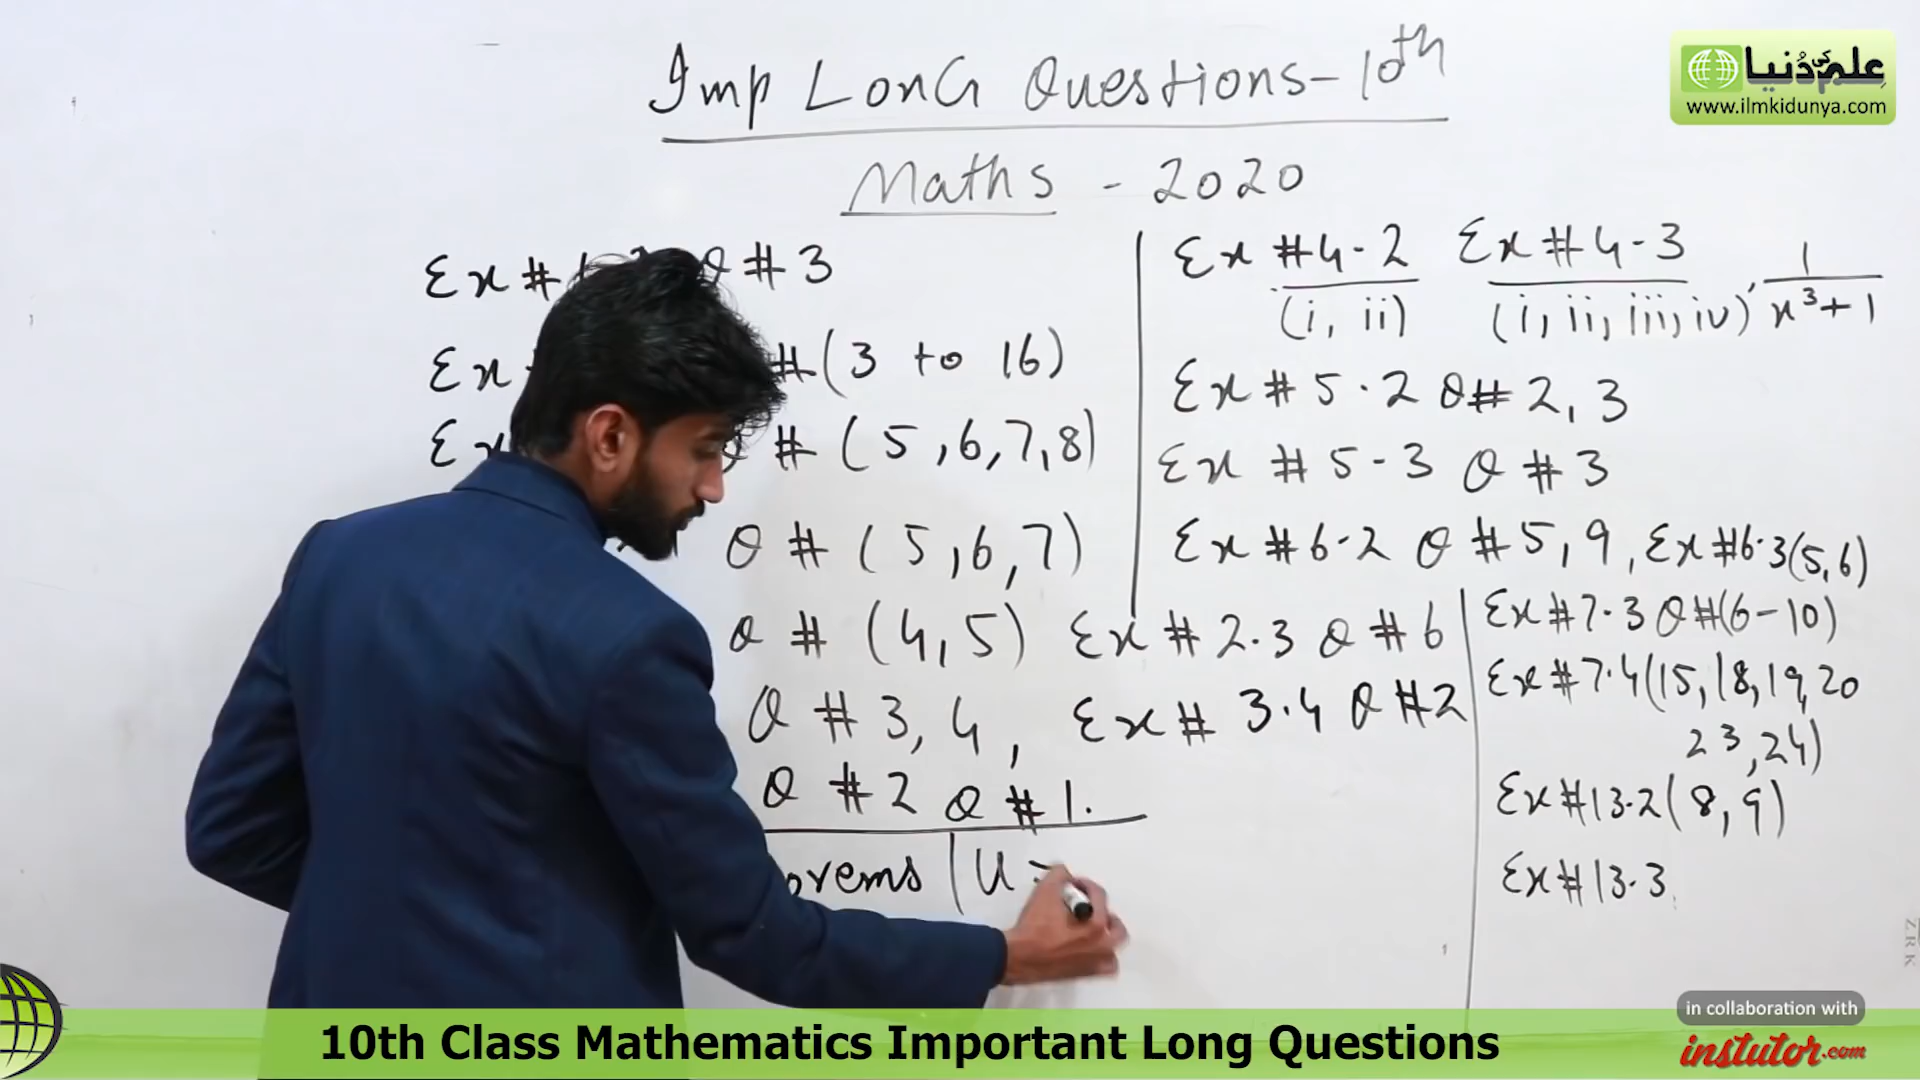 Imp LonG Questions-10th
Maths - 2020
Ex # Q # 3
Ex #(3 to 16)
Ex # (5,6,7,8)
Q # (5,6,7)
Q # (4,5) Ex # 2.3 Q # 6
Q # 3,4, Ex # 3.4 Q #2
Q #2 Q #1.
Ex #4-2 Ex #4-3
(i, ii) (i, ii, iii, iv), 1/x³+1
Ex # 5.2 Q# 2,3
Ex # 5-3 Q # 3
Ex #6-2 Q #5,9, Ex #6.3(5,6)
Ex #7.3 Q#(6-10)
Ex #7.4(15,18,19,20
23,24)
Ex #13.2(8,9)
Ex #13.3
علم کی دُنیا
www.ilmkidunya.com
ZRK
in collaboration with
instutor.com
10th Class Mathematics Important Long Questions